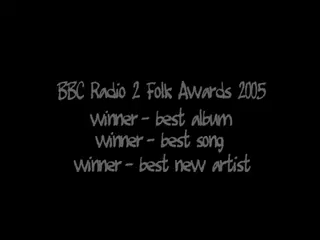 BBC Radio 2 Folk Awards 2005
winner - best album
winner - best song
winner - best new artist